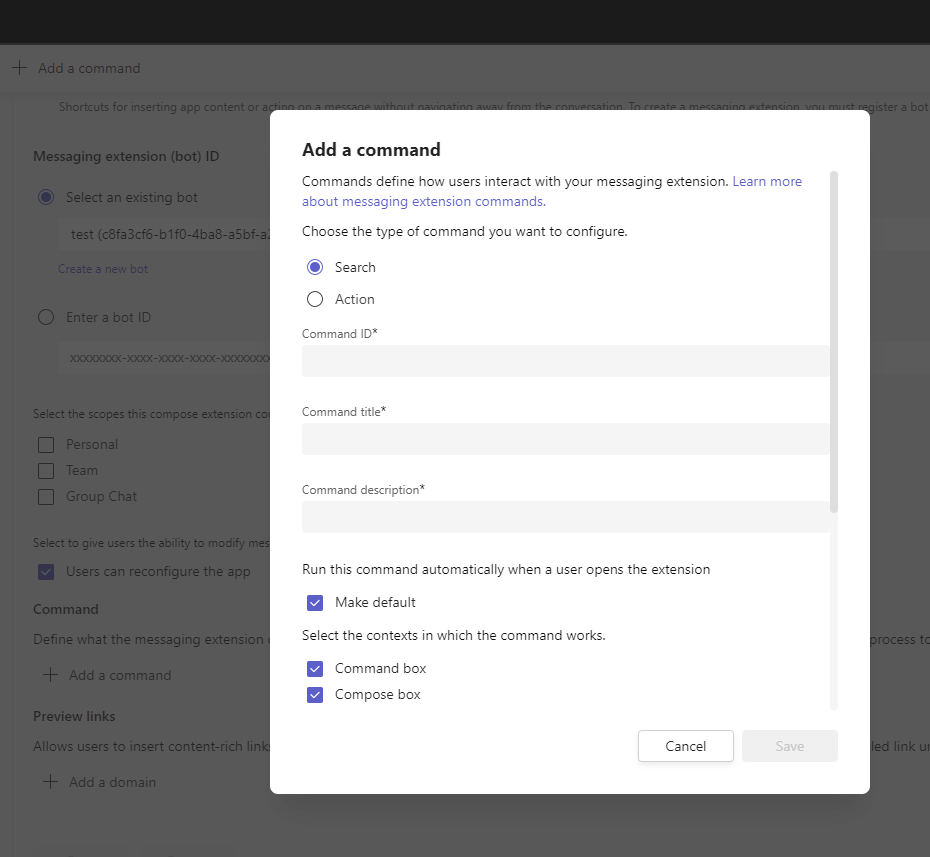 Add a command
Shortcuts for inserting app content or acting on a message without navigating away from the conversation. To create a messaging extension, you must register a bot
Messaging extension (bot) ID
Select an existing bot
test (c8fa3cf6-b1f0-4ba8-a5bf-a
Create a new bot
Enter a bot ID
xxxxxxxx-xxxx-xxxx-xxxx-xxxxxxxx
Select the scopes this compose extension
Personal
Team
Group Chat
Select to give users the ability to modify
Users can reconfigure the app
Command
Define what the messaging extension
process to
Add a command
Preview links
Allows users to insert content-rich links
link
Add a domain
Add a command
Commands define how users interact with your messaging extension. Learn more
about messaging extension commands.
Choose the type of command you want to configure.
Search
Action
Command ID*
Command title*
Command description*
Run this command automatically when a user opens the extension
Make default
Select the contexts in which the command works.
Command box
Compose box
Cancel
Save